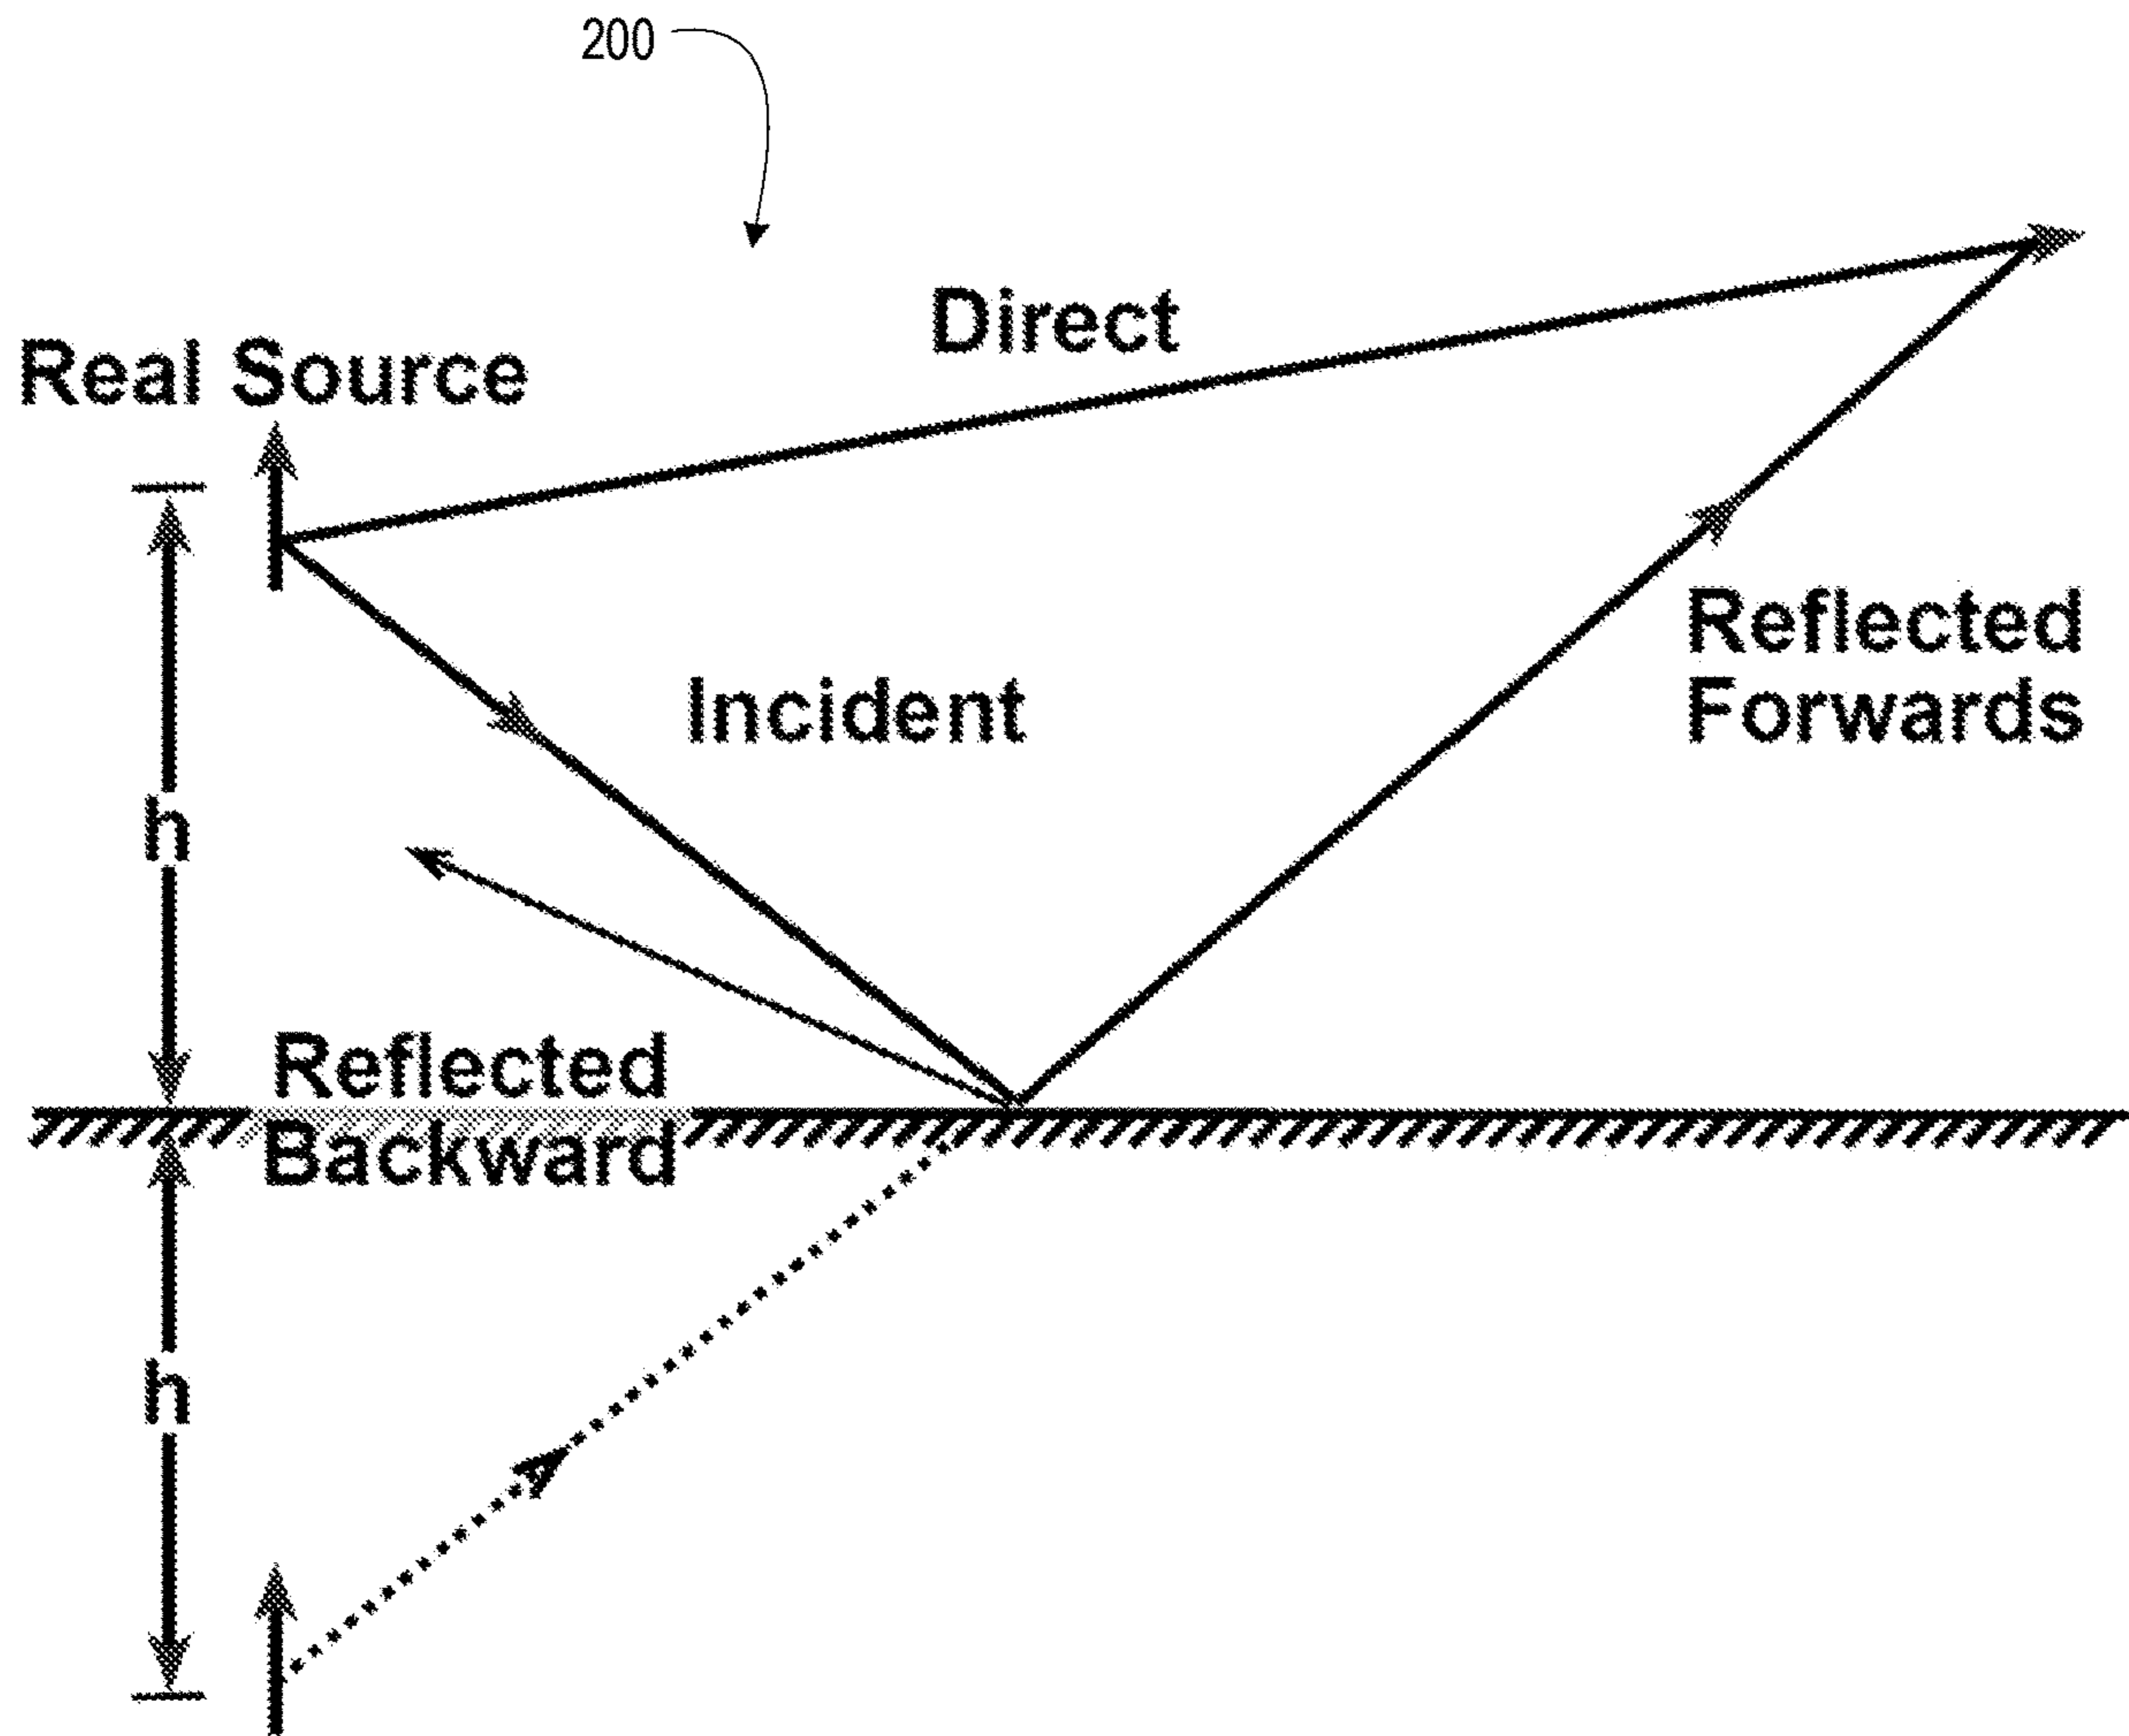 200
Direct
Real Source
Reflected
Forwards
Incident
h
Reflected
Backward
h